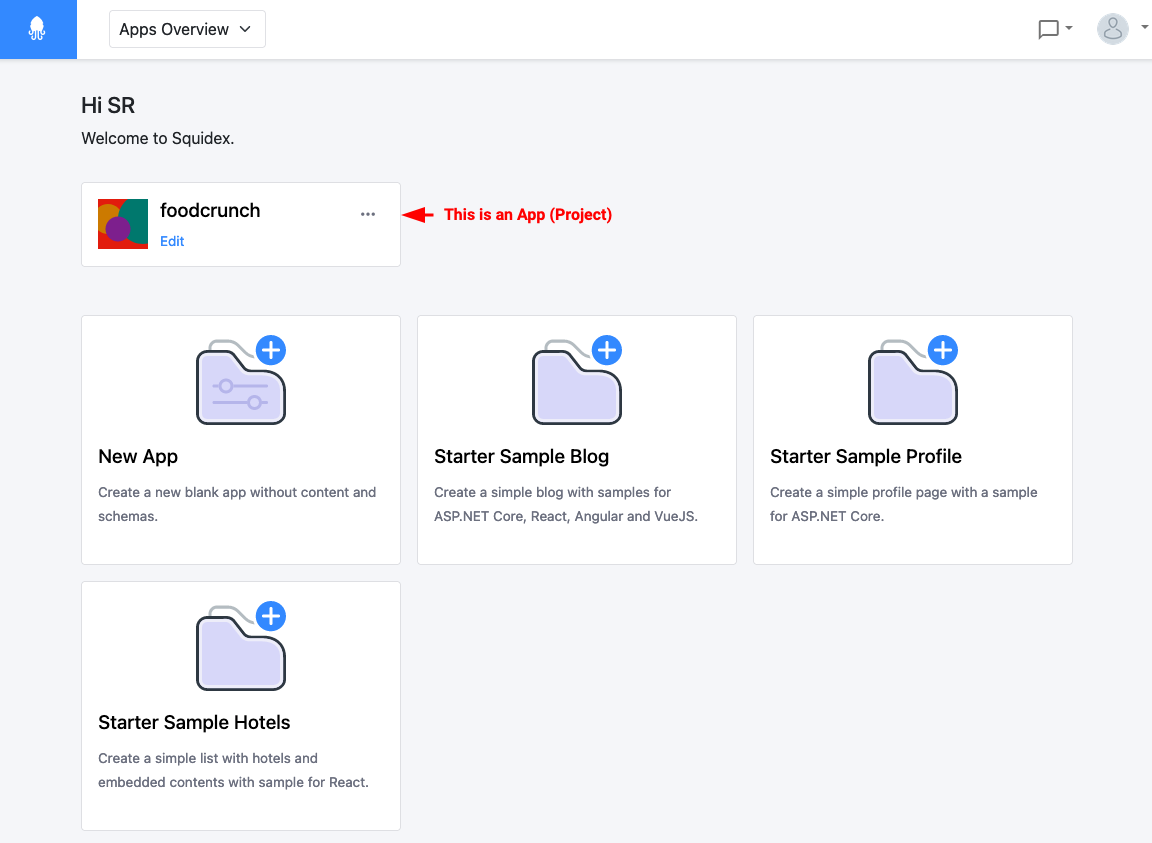 Apps Overview
Hi SR
Welcome to Squidex.
foodcrunch
Edit
This is an App (Project)
New App
Create a new blank app without content and
schemas.
Starter Sample Blog
Create a simple blog with samples for
ASP.NET Core, React, Angular and VueJS.
Starter Sample Profile
Create a simple profile page with a sample
for ASP.NET Core.
Starter Sample Hotels
Create a simple list with hotels and
embedded contents with sample for React.